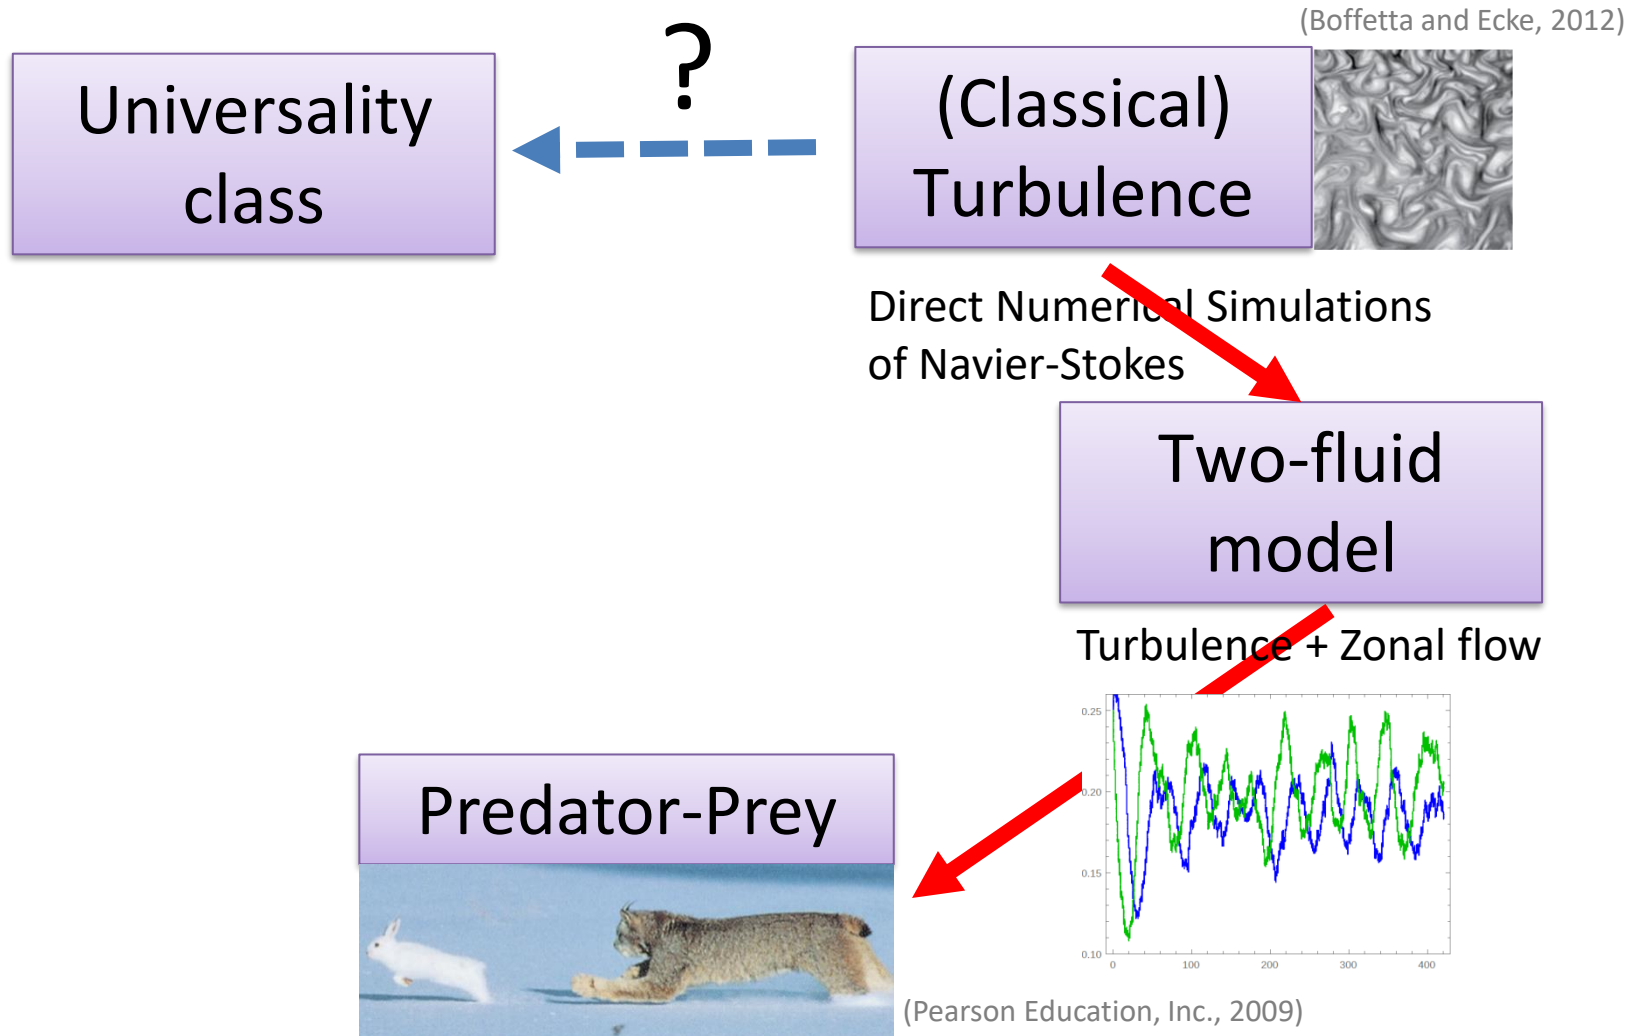 (Boffetta and Ecke, 2012)
?
Universality
class
(Classical)
Turbulence
Direct Numerical Simulations
of Navier-Stokes
Two-fluid
model
Turbulence + Zonal flow
0.25
0.20
0.15
0.10
0 100 200 300 400
Predator-Prey
(Pearson Education, Inc., 2009)